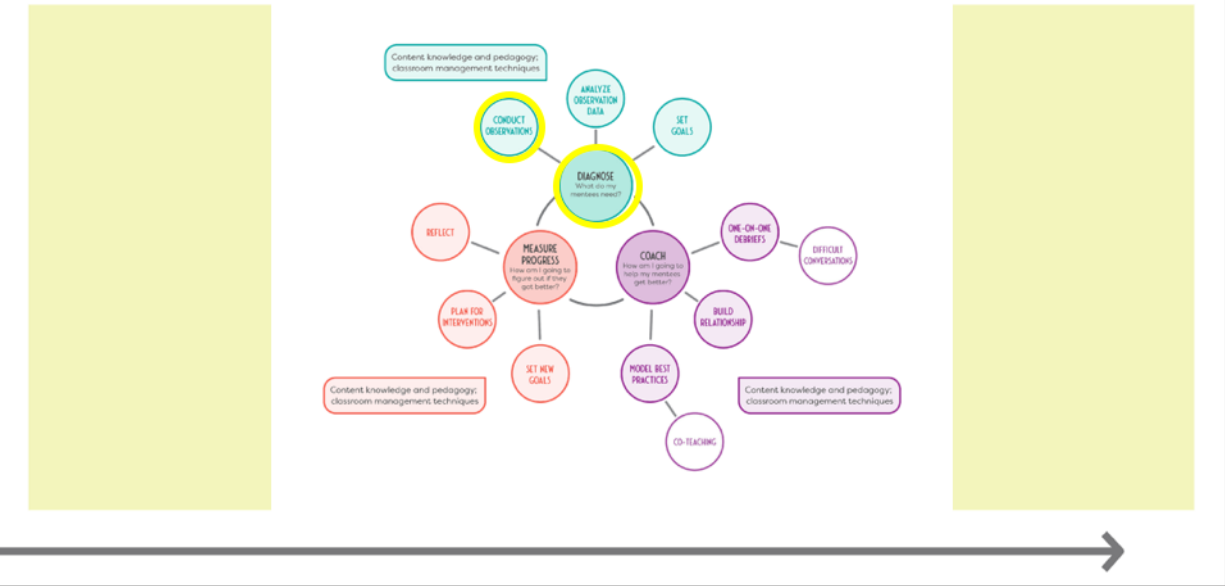 Content knowledge and pedagogy;
classroom management techniques
ANALYZE
OBSERVATION
DATA
CONDUCT
OBSERVATIONS
SET
GOALS
DIAGNOSE
What do my
mentees need?
REFLECT
ONE-ON-ONE
DEBRIEFS
DIFFICULT
CONVERSATIONS
MEASURE
PROGRESS
How am I going to
figure out if they
got better?
COACH
How am I going to
help my mentees
get better?
PLAN FOR
INTERVENTIONS
BUILD
RELATIONSHIP
SET NEW
GOALS
MODEL BEST
PRACTICES
Content knowledge and pedagogy;
classroom management techniques
Content knowledge and pedagogy;
classroom management techniques
CO-TEACHING